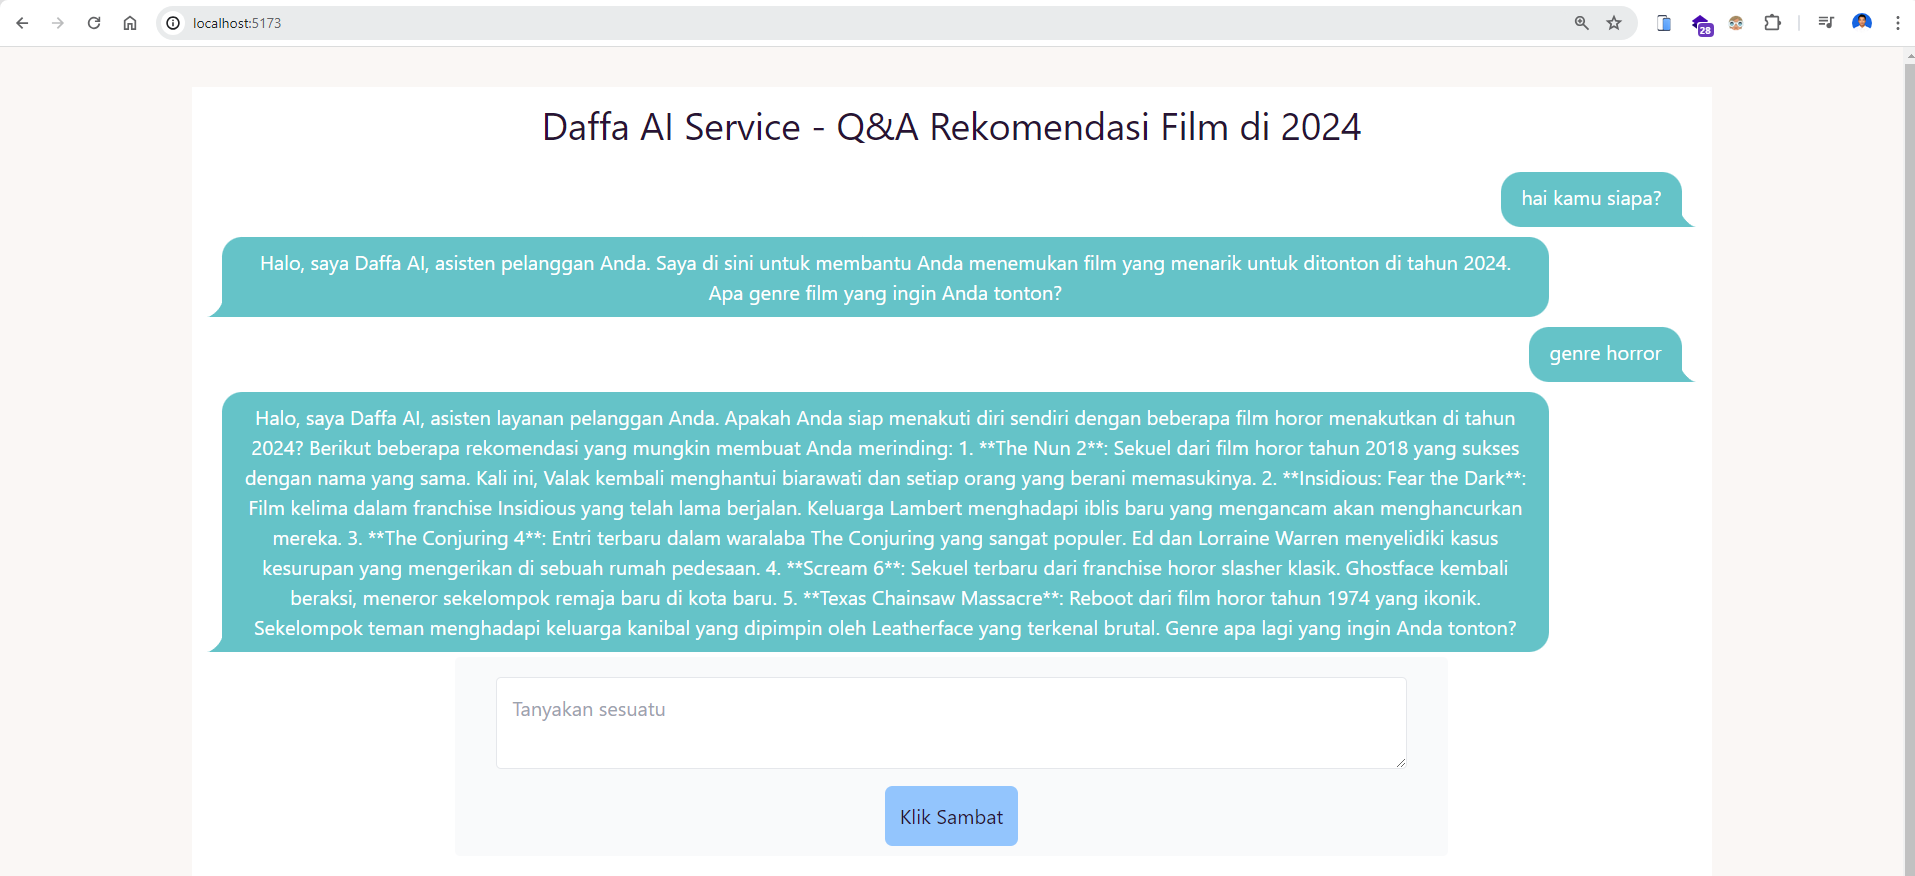 localhost:5173
28
Daffa AI Service - Q&A Rekomendasi Film di 2024
hai kamu siapa?
Halo, saya Daffa AI, asisten pelanggan Anda. Saya di sini untuk membantu Anda menemukan film yang menarik untuk ditonton di tahun 2024.
Apa genre film yang ingin Anda tonton?
genre horror
Halo, saya Daffa AI, asisten layanan pelanggan Anda. Apakah Anda siap menakuti diri sendiri dengan beberapa film horor menakutkan di tahun
2024? Berikut beberapa rekomendasi yang mungkin membuat Anda merinding: 1. **The Nun 2**: Sekuel dari film horor tahun 2018 yang sukses
dengan nama yang sama. Kali ini, Valak kembali menghantui biarawati dan setiap orang yang berani memasukinya. 2. **Insidious: Fear the Dark**:
Film kelima dalam franchise Insidious yang telah lama berjalan. Keluarga Lambert menghadapi iblis baru yang mengancam akan menghancurkan
mereka. 3. **The Conjuring 4**: Entri terbaru dalam waralaba The Conjuring yang sangat populer. Ed dan Lorraine Warren menyelidiki kasus
kesurupan yang mengerikan di sebuah rumah pedesaan. 4. **Scream 6**: Sekuel terbaru dari franchise horor slasher klasik. Ghostface kembali
beraksi, meneror sekelompok remaja baru di kota baru. 5. **Texas Chainsaw Massacre**: Reboot dari film horor tahun 1974 yang ikonik.
Sekelompok teman menghadapi keluarga kanibal yang dipimpin oleh Leatherface yang terkenal brutal. Genre apa lagi yang ingin Anda tonton?
Tanyakan sesuatu
Klik Sambat